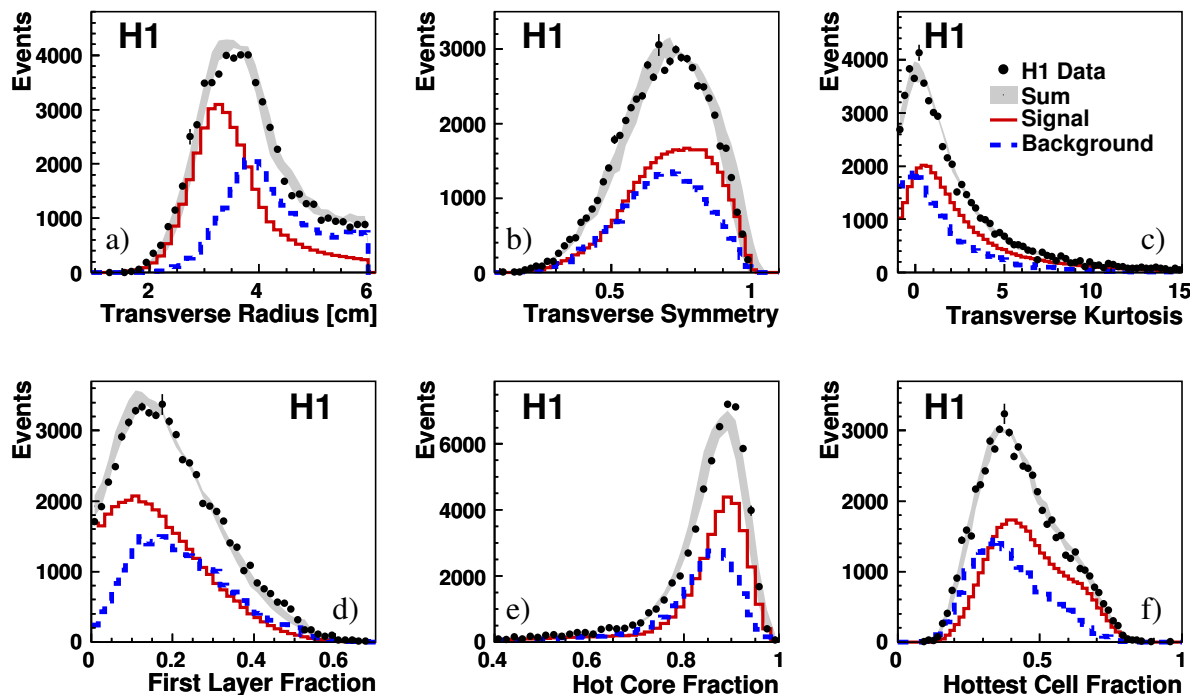 H1
Events
5000
4000
3000
2000
1000
0
a)
2
4
6
Transverse Radius [cm]
H1
Events
3000
2000
1000
0
b)
0.5
1
Transverse Symmetry
H1
Events
4000
3000
2000
1000
0
H1 Data
Sum
Signal
Background
c)
0
5
10
15
Transverse Kurtosis
H1
Events
3000
2000
1000
0
d)
0
0.2
0.4
0.6
First Layer Fraction
H1
Events
6000
4000
2000
0
e)
0.4
0.6
0.8
1
Hot Core Fraction
H1
Events
3000
2000
1000
0
f)
0
0.5
1
Hottest Cell Fraction